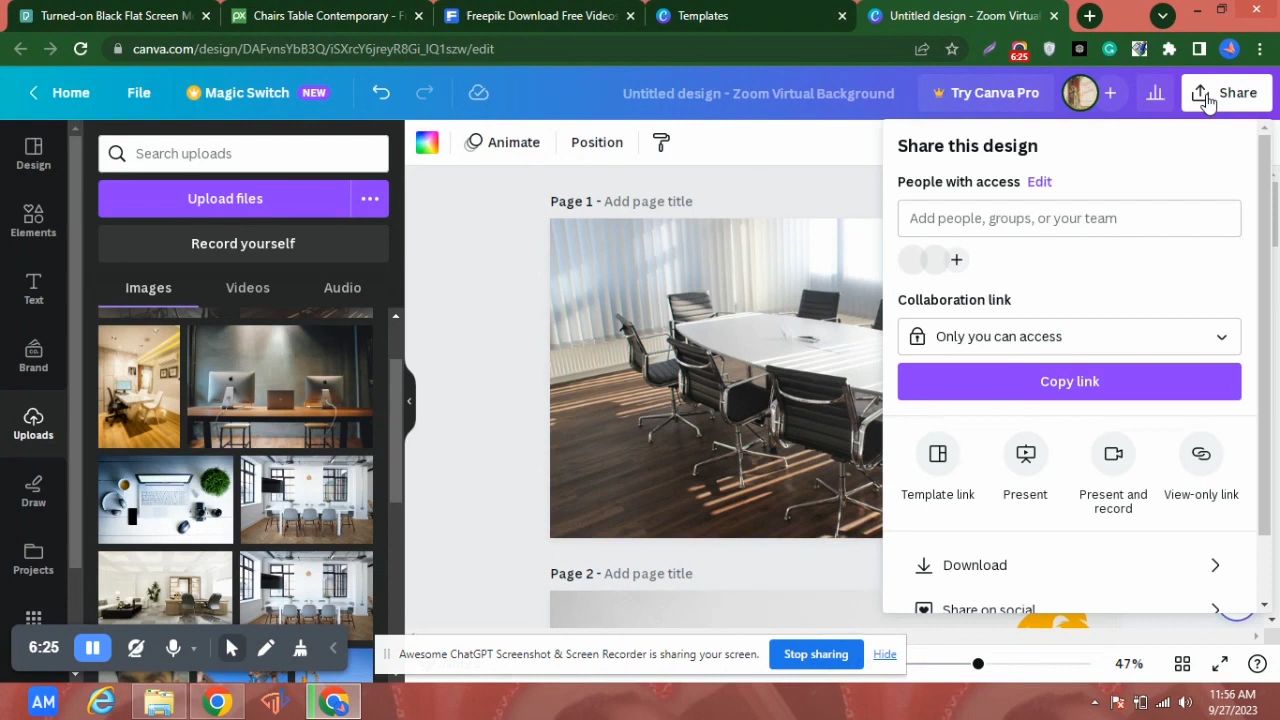 Turned-on Black Flat Screen M
Chairs Table Contemporary - F
Freepik: Download Free Videos
Templates
Untitled design - Zoom Virtual
canva.com/design/DAFvnsYbB3Q/iSXrcY6jreyR8Gi_IQ1szw/edit
6:25
Home
File
Magic Switch NEW
Untitled design - Zoom Virtual Background
Try Canva Pro
Share
Design
Elements
Text
Brand
Uploads
Draw
Projects
Search uploads
Upload files
Record yourself
Images
Videos
Audio
Animate
Position
Page 1 - Add page title
Page 2 - Add page title
Share this design
People with access Edit
Add people, groups, or your team
Collaboration link
Only you can access
Copy link
Template link
Present
Present and record
View-only link
Download
Share on social
6:25
Awesome ChatGPT Screenshot & Screen Recorder is sharing your screen.
Stop sharing
Hide
47%
AM
11:56 AM
9/27/2023